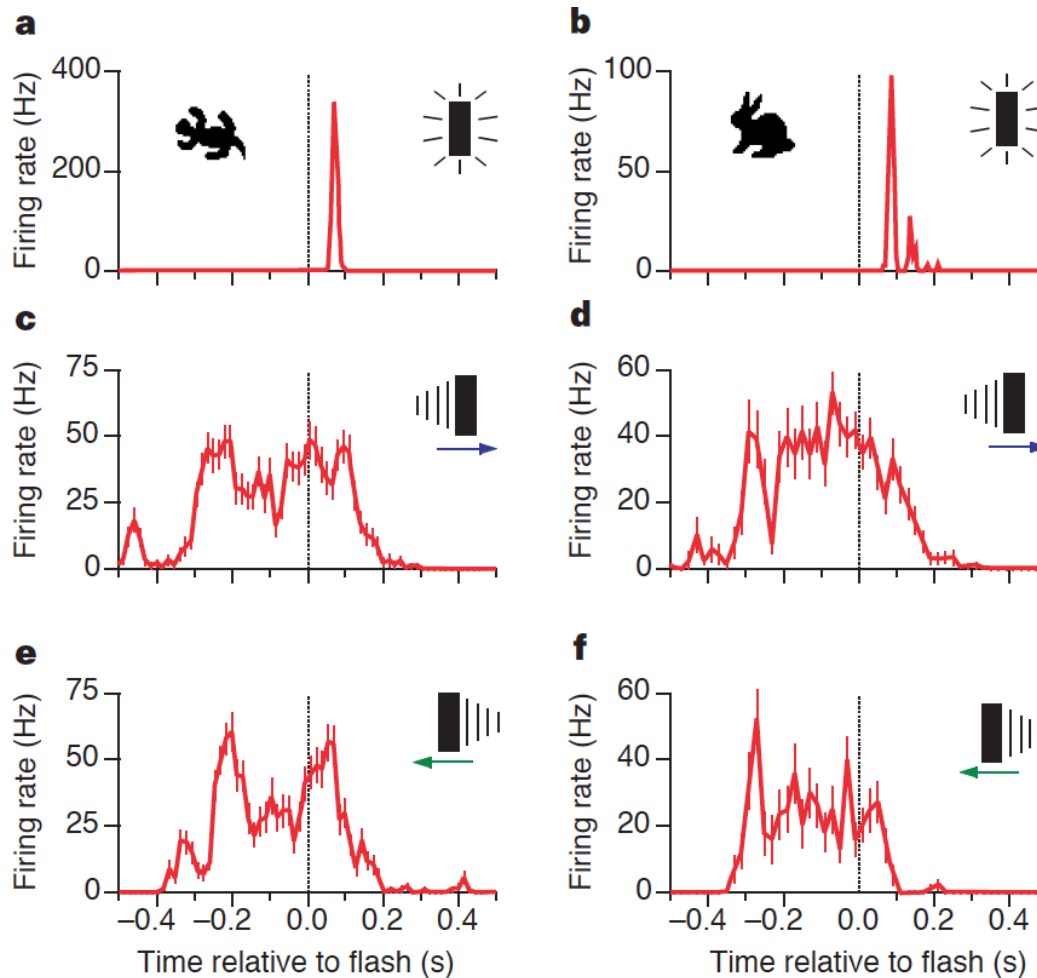 a
Firing rate (Hz)
400
200
0
b
Firing rate (Hz)
100
50
0
c
Firing rate (Hz)
75
50
25
0
d
Firing rate (Hz)
60
40
20
0
e
Firing rate (Hz)
75
50
25
0
–0.4 –0.2 0.0 0.2 0.4
Time relative to flash (s)
f
Firing rate (Hz)
60
40
20
0
–0.4 –0.2 0.0 0.2 0.4
Time relative to flash (s)